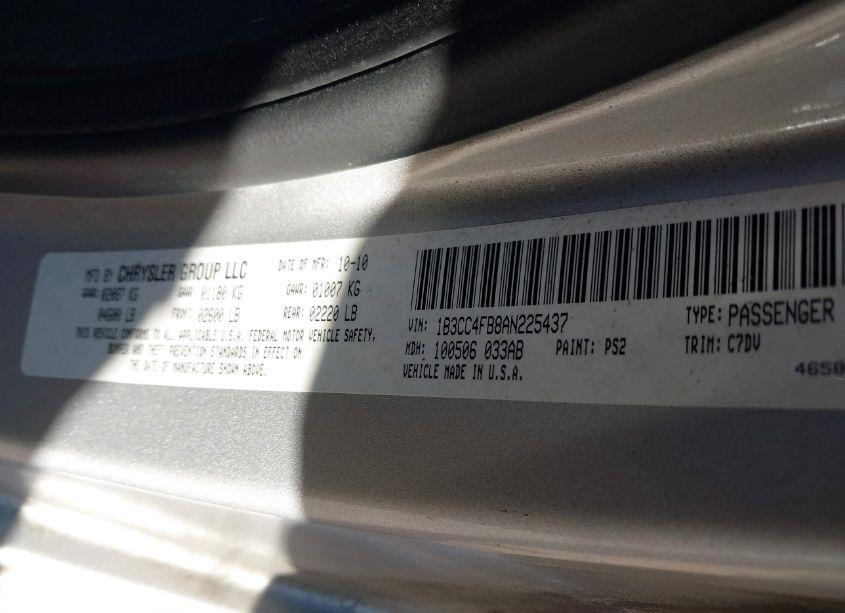 MFD BY CHRYSLER GROUP LLC DATE OF MFR: 10-10
GVWR: 02087 KG GAWR: 01180 KG GAWR: 01007 KG
04600 LB FRONT: 02600 LB REAR: 02220 LB
THIS VEHICLE CONFORMS TO ALL APPLICABLE U.S.A. FEDERAL MOTOR VEHICLE SAFETY,
BUMPER AND THEFT PREVENTION STANDARDS IN EFFECT ON
THE DATE OF MANUFACTURE SHOWN ABOVE.
VIN: 1B3CC4FB8AN225437 TYPE: PASSENGER
MDH: 100506 033AB PAINT: PS2 TRIM: C7DV
VEHICLE MADE IN U.S.A. 4650